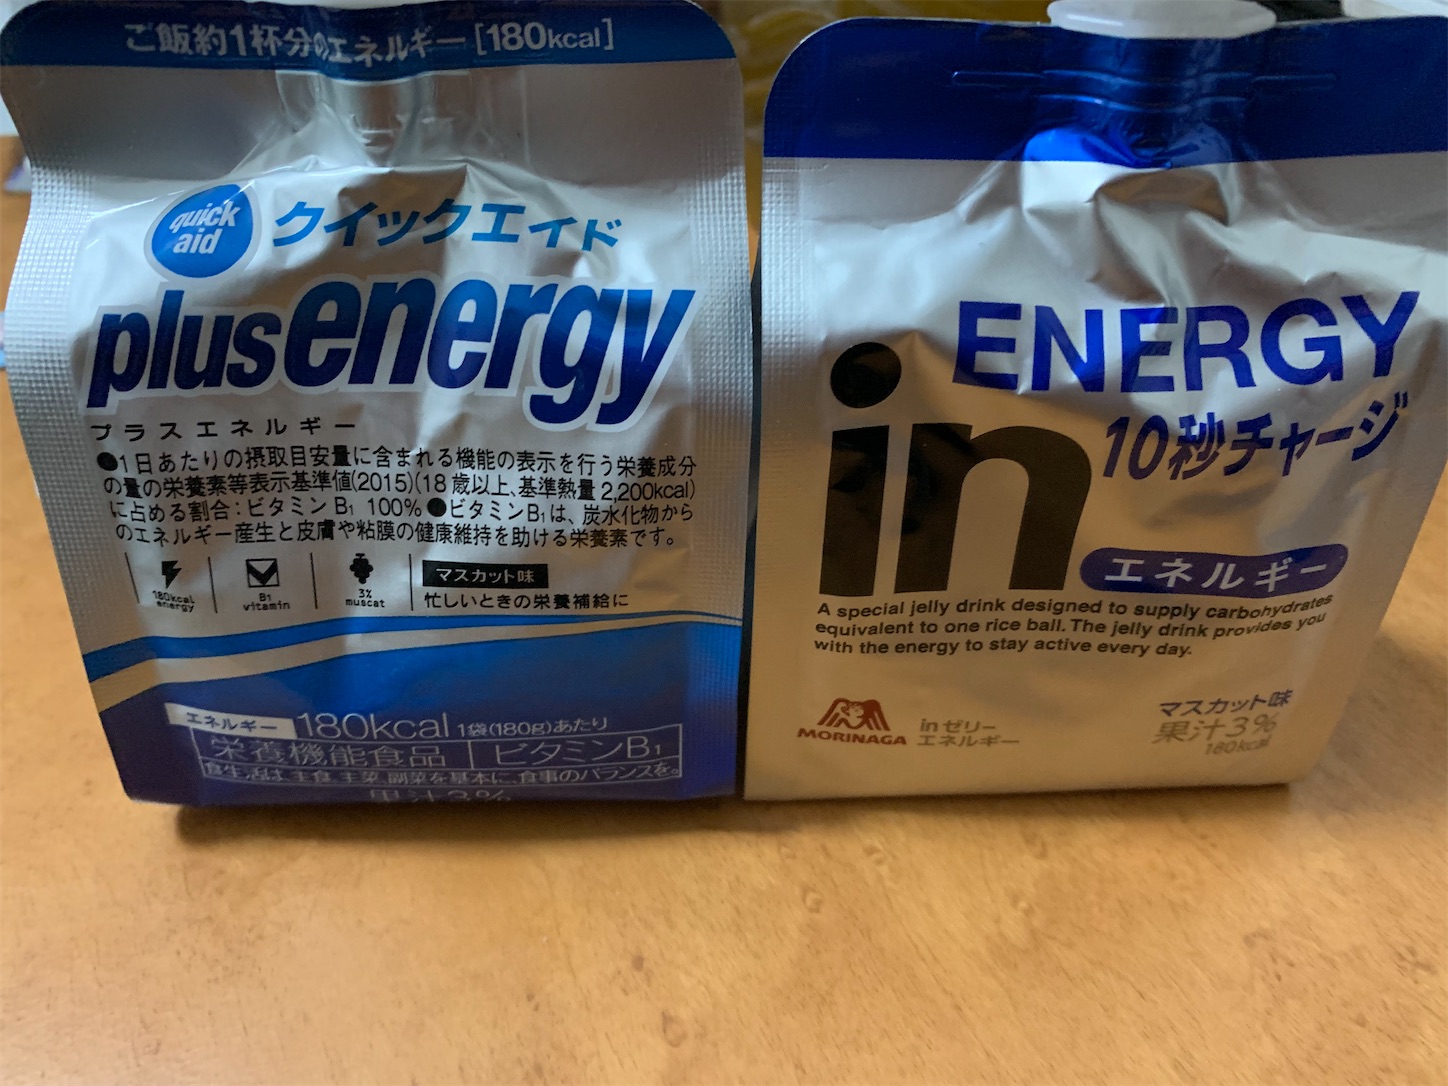 ご飯約1杯分のエネルギー[180kcal]
quick
aid
クイックエイド
plusenergy
プラスエネルギー
●1日あたりの摂取目安量に含まれる機能の表示を行う栄養成分
の量の栄養素等表示基準値(2015)(18歳以上、基準熱量2,200kcal)
に占める割合:ビタミンB1 100% ●ビタミンB1は、炭水化物から
のエネルギー産生と皮膚や粘膜の健康維持を助ける栄養素です。
180kcal
energy
B1
vitamin
3%
muscat
マスカット味
忙しいときの栄養補給に
エネルギー 180kcal 1袋(180g)あたり
栄養機能食品 ビタミンB1
食生活は、主食、主菜、副菜を基本に、食事のバランスを。
果汁3%
ENERGY
in
10秒チャージ
エネルギー
A special jelly drink designed to supply carbohydrates
equivalent to one rice ball. The jelly drink provides you
with the energy to stay active every day.
MORINAGA
inゼリー
エネルギー
マスカット味
果汁3%
180kcal